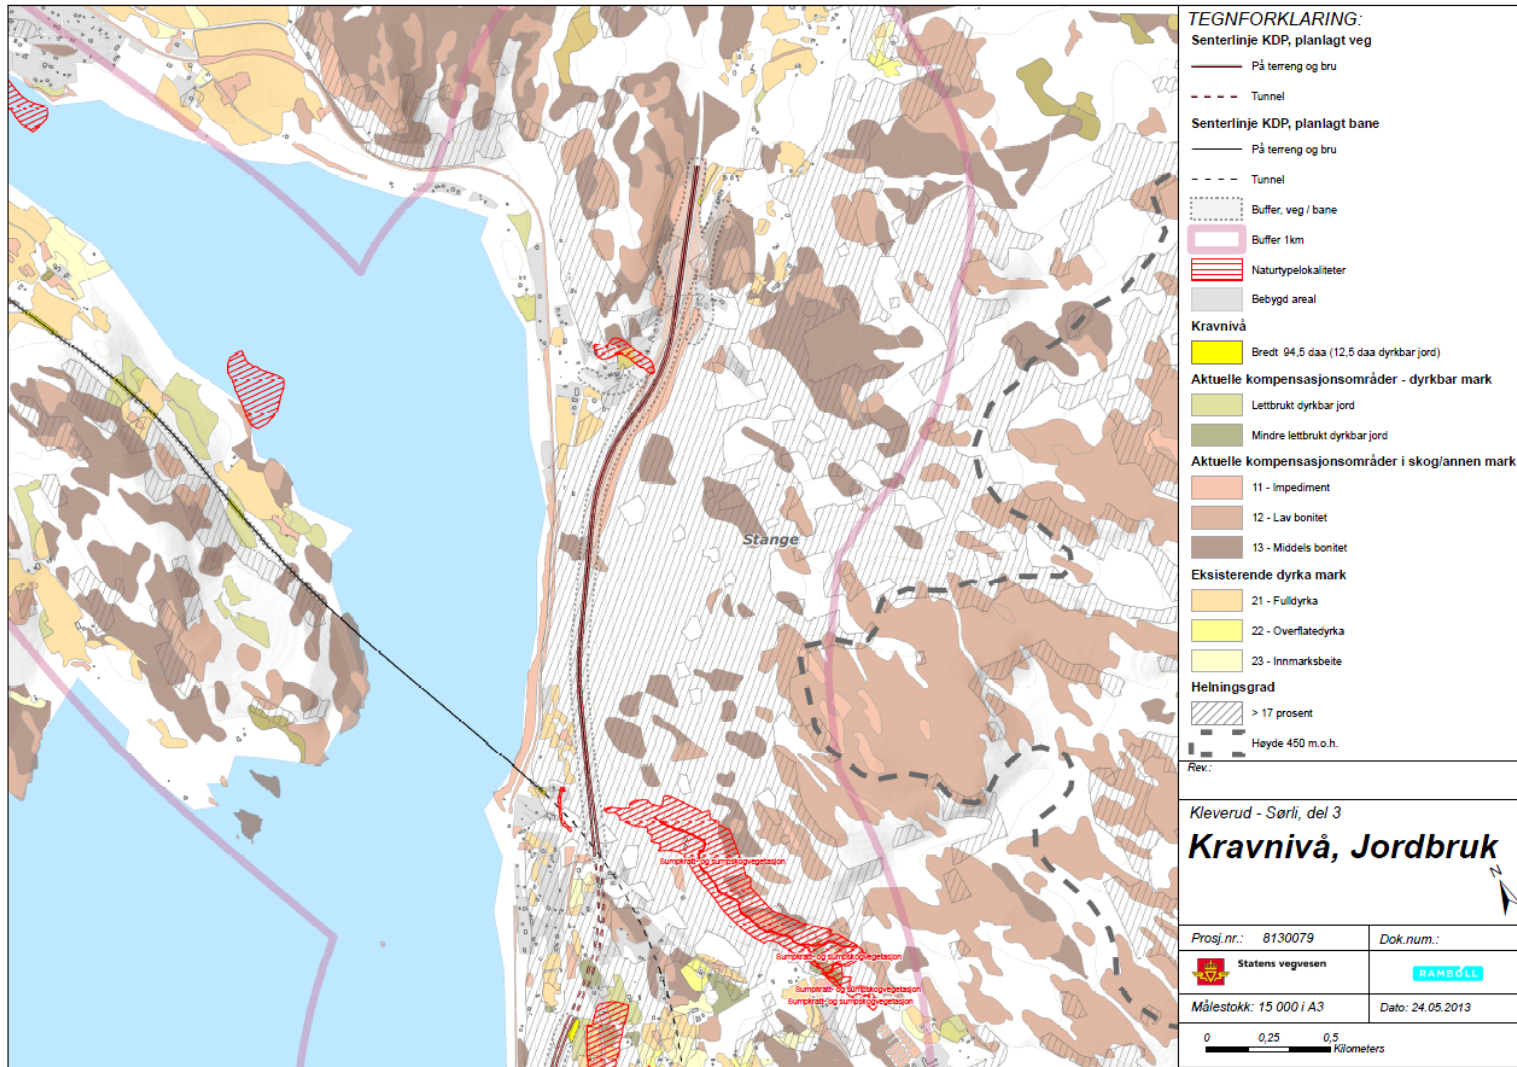 TEGNFORKLARING:
Senterlinje KDP, planlagt veg
På terreng og bru
Tunnel
Senterlinje KDP, planlagt bane
På terreng og bru
Tunnel
Buffer, veg / bane
Buffer 1km
Naturtypelokaliteter
Bebygd areal
Kravnivå
Bredt 94,5 daa (12,5 daa dyrkbar jord)
Aktuelle kompensasjonsområder - dyrkbar mark
Lettbrukt dyrkbar jord
Mindre lettbrukt dyrkbar jord
Aktuelle kompensasjonsområder i skog/annen mark
11 - Impediment
12 - Lav bonitet
13 - Middels bonitet
Eksisterende dyrka mark
21 - Fulldyrka
22 - Overflatedyrka
23 - Innmarksbeite
Helningsgrad
> 17 prosent
Høyde 450 m.o.h.
Rev.:
Kleverud - Sørli, del 3
Kravnivå, Jordbruk
N
Prosj.nr.: 8130079
Dok.num.:
Statens vegvesen
RAMBOLL
Målestokk: 15 000 i A3
Dato: 24.05.2013
0 0,25 0,5
Kilometers
Stange
Sumpkratt- og sumpskogvegetasjon
Sumpkratt- og sumpskogvegetasjon
Sumpkratt- og sumpskogvegetasjon
Sumpkratt- og sumpskogvegetasjon